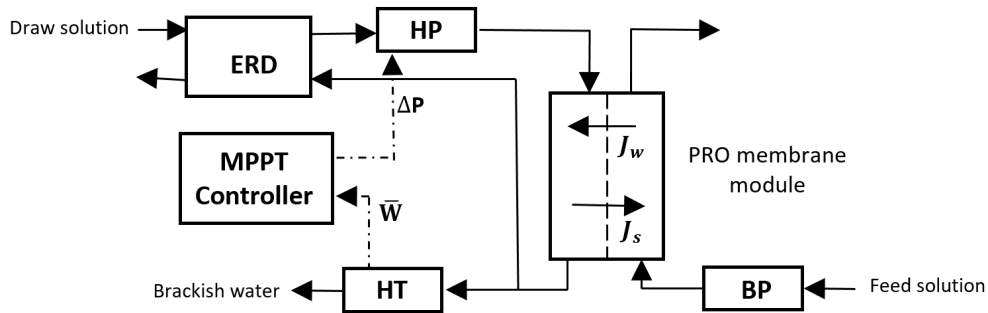 Draw solution
HP
ERD
ΔP
J_w
PRO membrane
module
MPPT
Controller
J_s
W̄
Brackish water
HT
BP
Feed solution